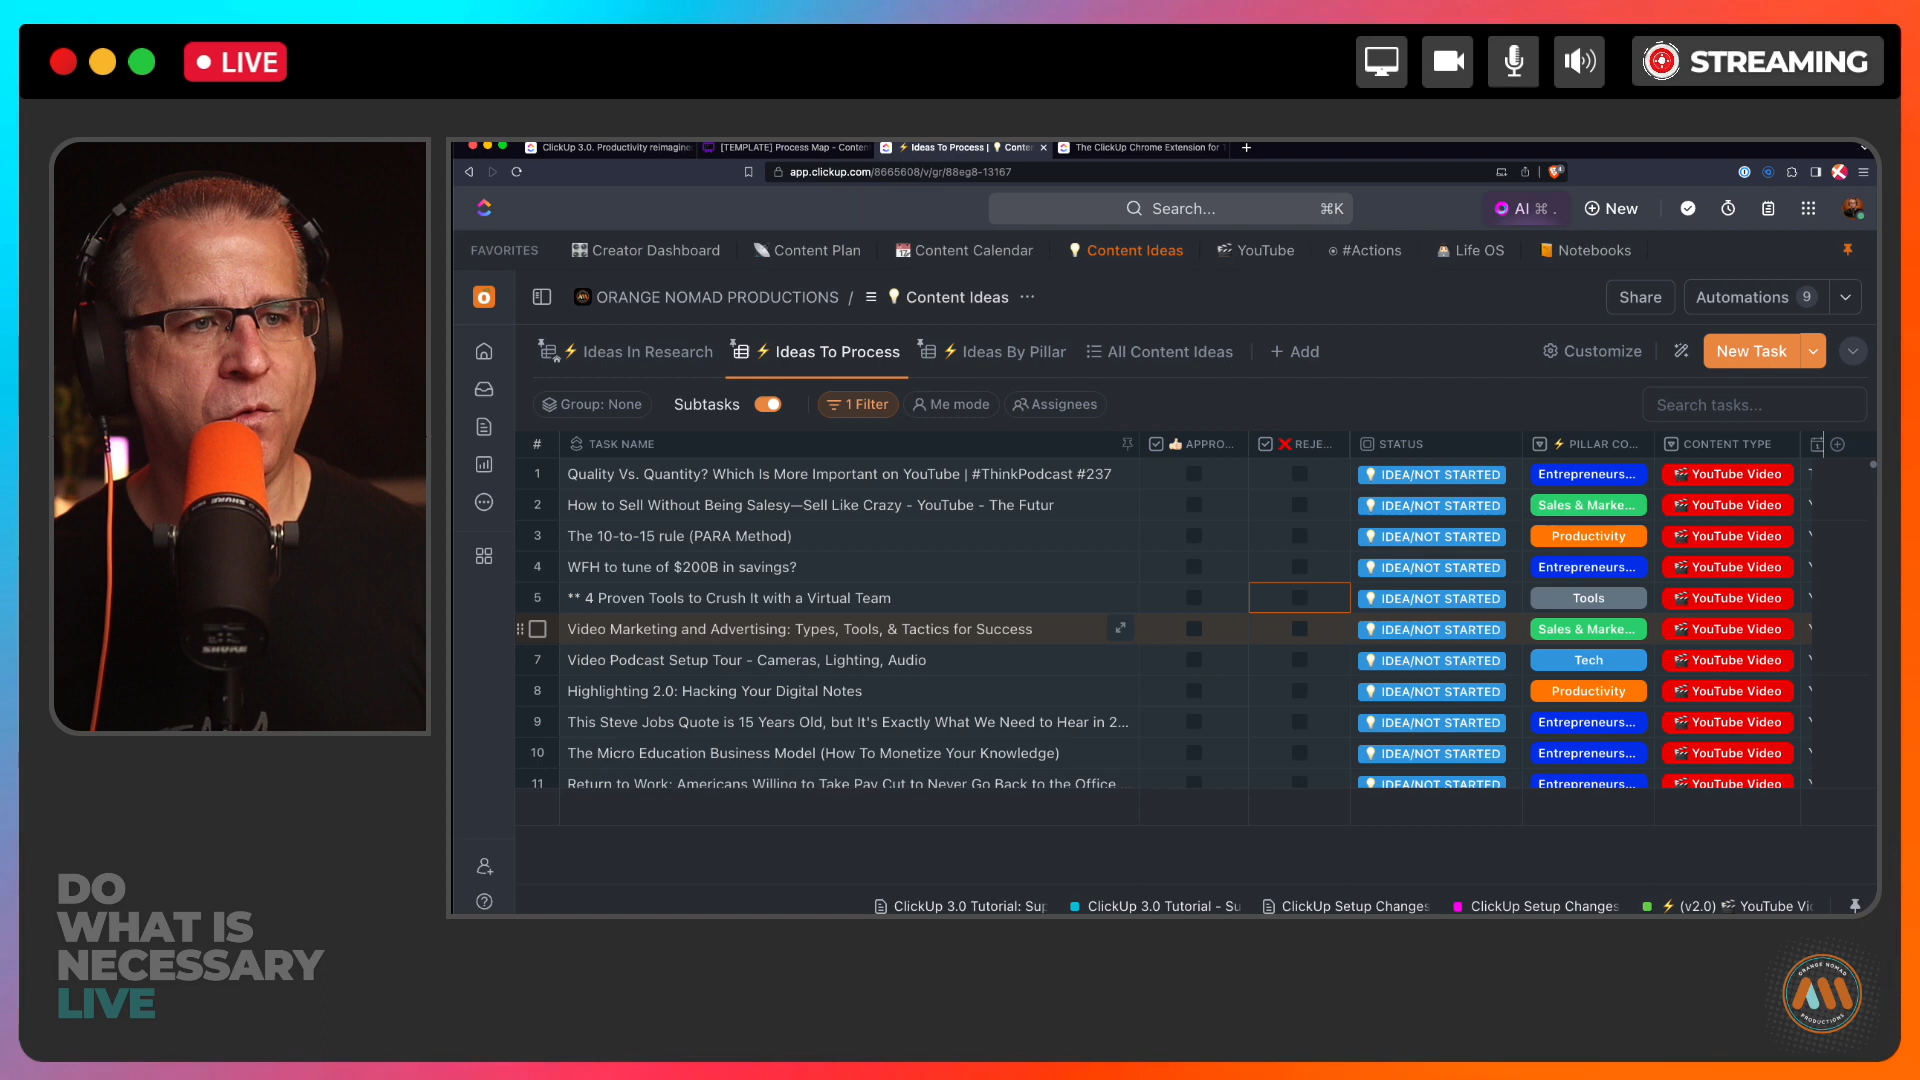 LIVE
STREAMING
ClickUp 3.0. Productivity reimagine
[TEMPLATE] Process Map - Conten
⚡ Ideas To Process | 💡 Conten
The ClickUp Chrome Extension for
app.clickup.com/8665608/v/gr/88eg8-13167
Search...
⌘K
AI ⌘ .
New
FAVORITES
Creator Dashboard
Content Plan
Content Calendar
Content Ideas
YouTube
#Actions
Life OS
Notebooks
ORANGE NOMAD PRODUCTIONS /
Content Ideas
Share
Automations 9
Ideas In Research
Ideas To Process
Ideas By Pillar
All Content Ideas
+ Add
Customize
New Task
Group: None
Subtasks
1 Filter
Me mode
Assignees
Search tasks...
# TASK NAME 👍 APPRO... ❌ REJE... STATUS ⚡ PILLAR CO... CONTENT TYPE
1 Quality Vs. Quantity? Which Is More Important on YouTube | #ThinkPodcast #237 IDEA/NOT STARTED Entrepreneurs... YouTube Video
2 How to Sell Without Being Salesy—Sell Like Crazy - YouTube - The Futur IDEA/NOT STARTED Sales & Marke... YouTube Video
3 The 10-to-15 rule (PARA Method) IDEA/NOT STARTED Productivity YouTube Video
4 WFH to tune of $200B in savings? IDEA/NOT STARTED Entrepreneurs... YouTube Video
5 ** 4 Proven Tools to Crush It with a Virtual Team IDEA/NOT STARTED Tools YouTube Video
Video Marketing and Advertising: Types, Tools, & Tactics for Success IDEA/NOT STARTED Sales & Marke... YouTube Video
7 Video Podcast Setup Tour - Cameras, Lighting, Audio IDEA/NOT STARTED Tech YouTube Video
8 Highlighting 2.0: Hacking Your Digital Notes IDEA/NOT STARTED Productivity YouTube Video
9 This Steve Jobs Quote is 15 Years Old, but It's Exactly What We Need to Hear in 2... IDEA/NOT STARTED Entrepreneurs... YouTube Video
10 The Micro Education Business Model (How To Monetize Your Knowledge) IDEA/NOT STARTED Entrepreneurs... YouTube Video
11 Return to Work: Americans Willing to Take Pay Cut to Never Go Back to the Office ... IDEA/NOT STARTED Entrepreneurs... YouTube Video
ClickUp 3.0 Tutorial: Sup
ClickUp 3.0 Tutorial - Su
ClickUp Setup Changes
ClickUp Setup Changes
⚡ (v2.0) 🎬 YouTube Vi
SHURE
SHURE
DO
WHAT IS
NECESSARY
LIVE
ORANGE NOMAD
PRODUCTIONS